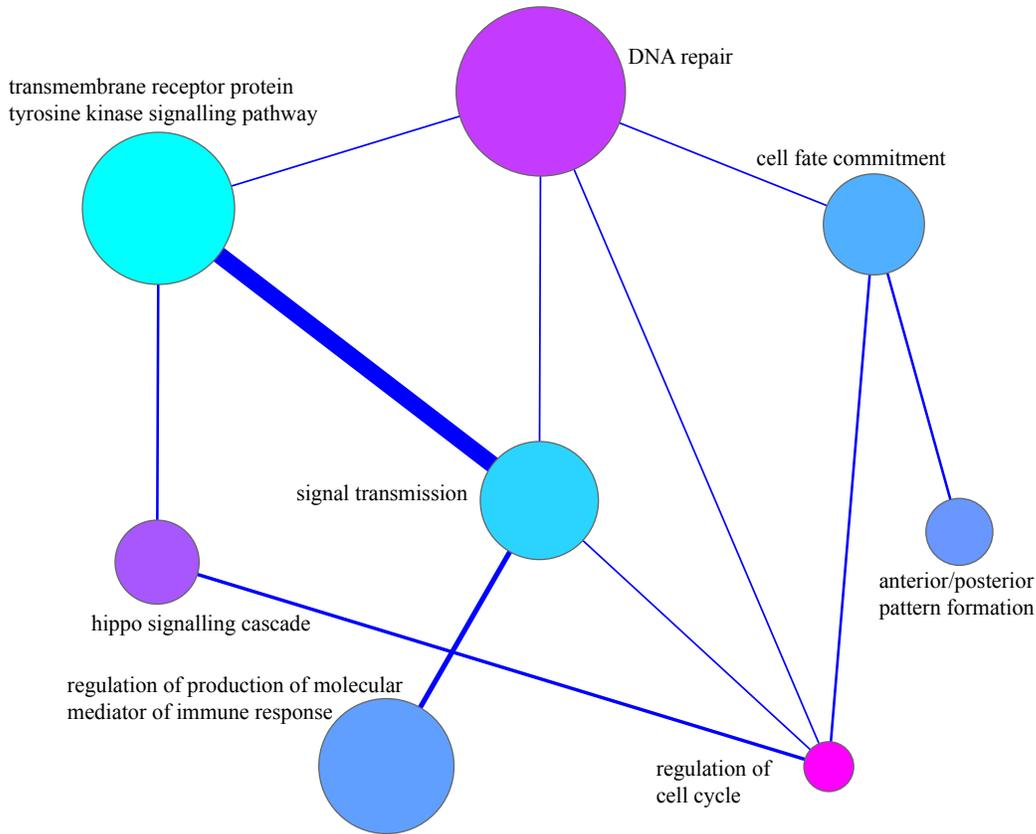 DNA repair
transmembrane receptor protein
tyrosine kinase signalling pathway
cell fate commitment
signal transmission
anterior/posterior
pattern formation
hippo signalling cascade
regulation of production of molecular
mediator of immune response
regulation of
cell cycle